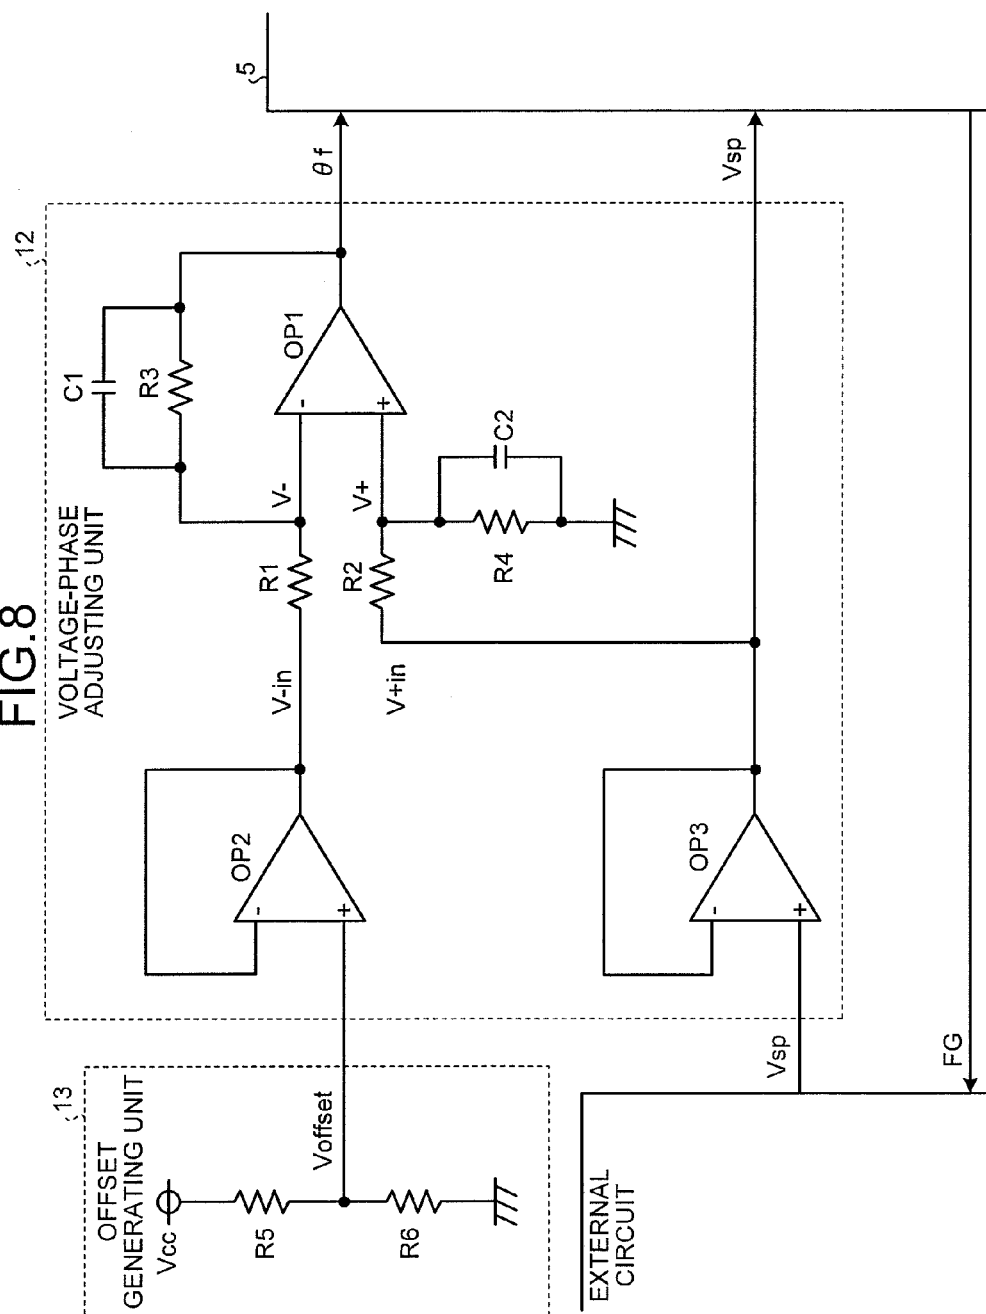 FIG.8
VOLTAGE-PHASE
ADJUSTING UNIT
12
5
C1
R3
θf
OP1
-
+
V-
V+
C2
R1
R2
R4
V-in
V+in
Vsp
OP2
-
+
OP3
-
+
13
OFFSET
GENERATING UNIT
Vcc
Voffset
R5
R6
Vsp
FG
EXTERNAL
CIRCUIT